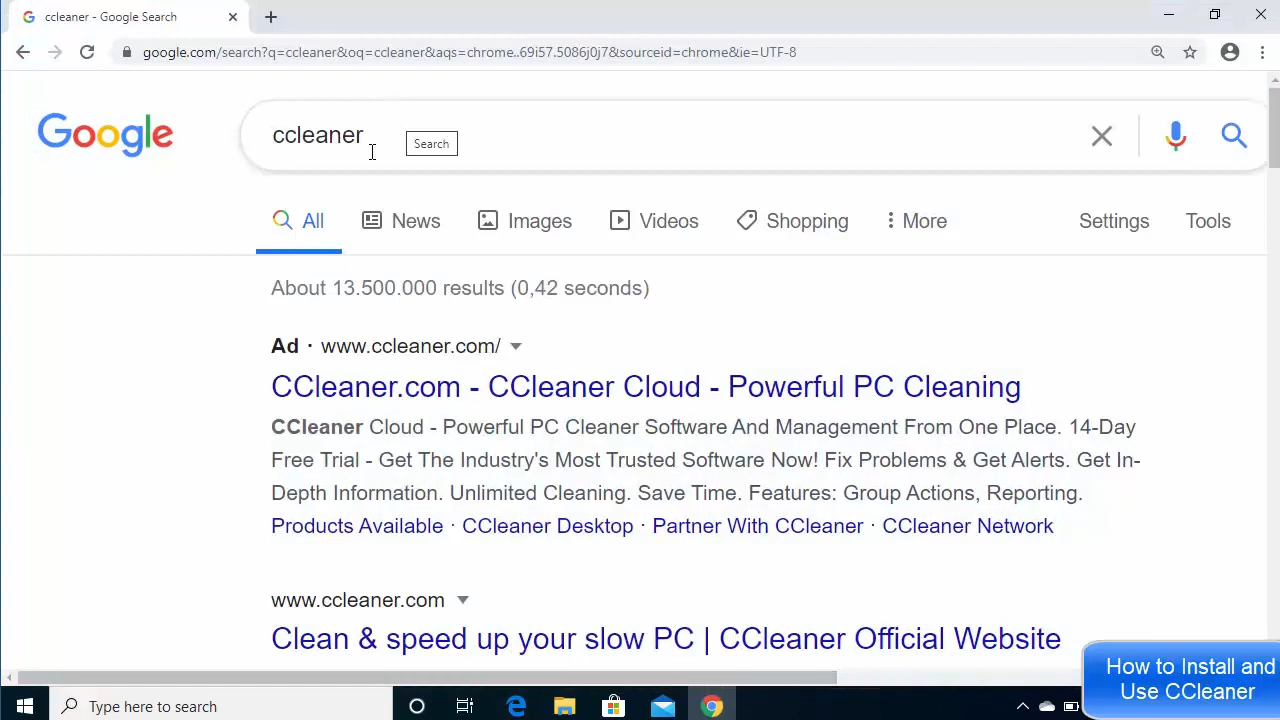 ccleaner - Google Search
google.com/search?q=ccleaner&oq=ccleaner&aqs=chrome..69i57.5086j0j7&sourceid=chrome&ie=UTF-8
Google
ccleaner
Search
All
News
Images
Videos
Shopping
More
Settings
Tools
About 13.500.000 results (0,42 seconds)
Ad · www.ccleaner.com/
CCleaner.com - CCleaner Cloud - Powerful PC Cleaning
CCleaner Cloud - Powerful PC Cleaner Software And Management From One Place. 14-Day
Free Trial - Get The Industry's Most Trusted Software Now! Fix Problems & Get Alerts. Get In-
Depth Information. Unlimited Cleaning. Save Time. Features: Group Actions, Reporting.
Products Available · CCleaner Desktop · Partner With CCleaner · CCleaner Network
www.ccleaner.com
Clean & speed up your slow PC | CCleaner Official Website
How to Install and
Use CCleaner
Type here to search